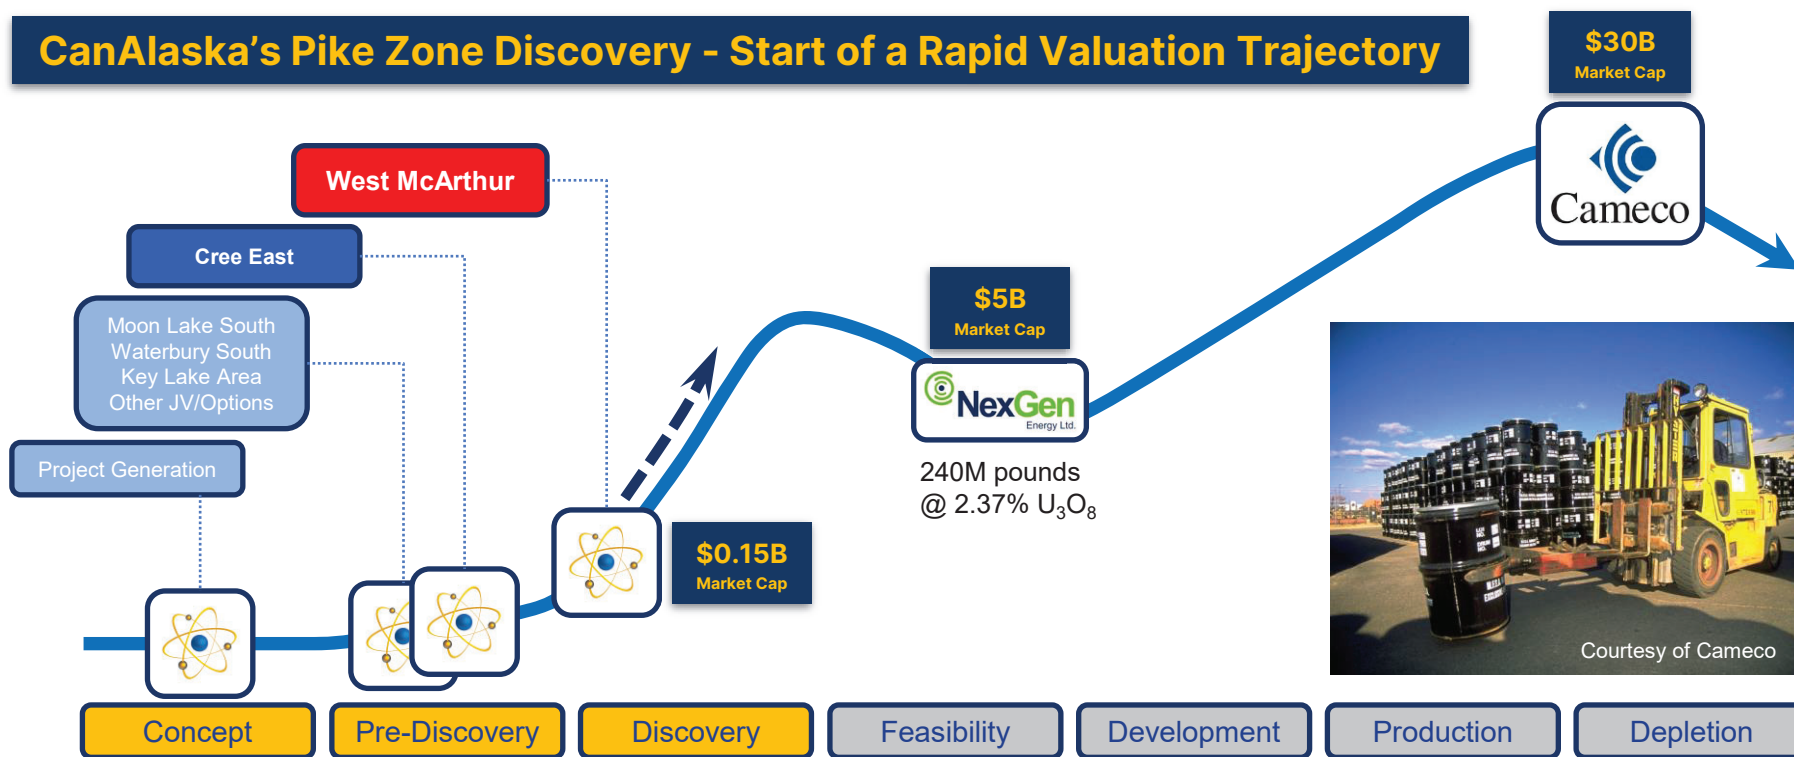 CanAlaska's Pike Zone Discovery - Start of a Rapid Valuation Trajectory
$30B
Market Cap
Cameco
West McArthur
Cree East
Moon Lake South
Waterbury South
Key Lake Area
Other JV/Options
Project Generation
$5B
Market Cap
NexGen
Energy Ltd.
240M pounds
@ 2.37% U₃O₈
$0.15B
Market Cap
Courtesy of Cameco
Concept
Pre-Discovery
Discovery
Feasibility
Development
Production
Depletion